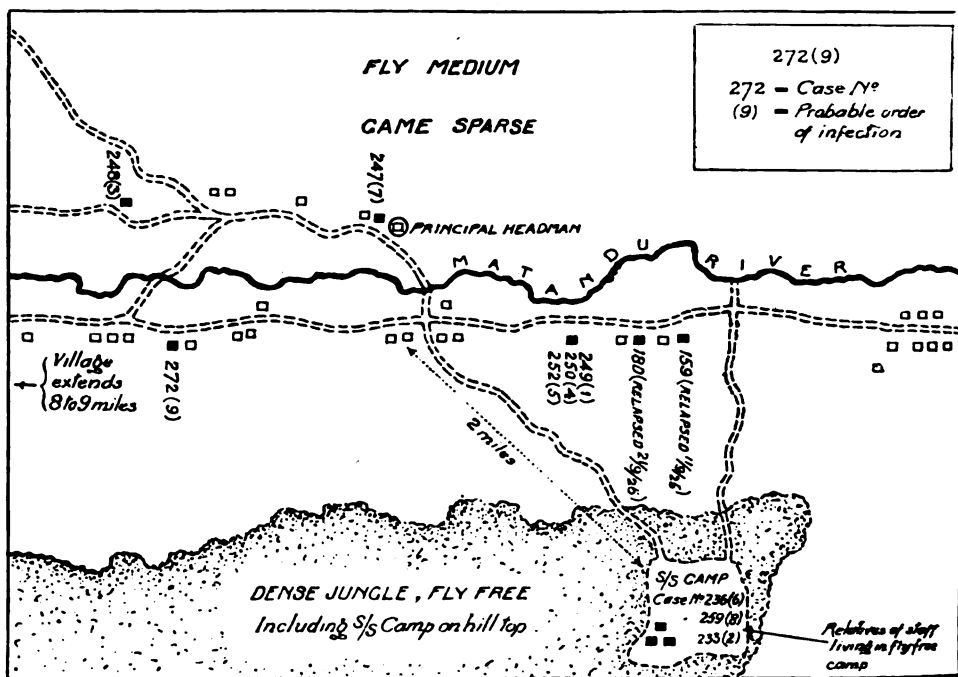 FLY MEDIUM
GAME SPARSE
272(9)
272 = Case Nº
(9) = Probable order
of infection
248(3)
247(7)
PRINCIPAL HEADMAN
MATAMDU RIVER
Village
extends
8 to 9 miles
272(9)
2 miles
249(1)
250(4)
252(5)
180(RELAPSED 21/9/26)
159(RELAPSED 11/9/26)
DENSE JUNGLE, FLY FREE
Including S/S Camp on hill top
S/S CAMP
Case Nº 236(6)
259(8)
233(2)
Relatives of staff
living in fly free
camp